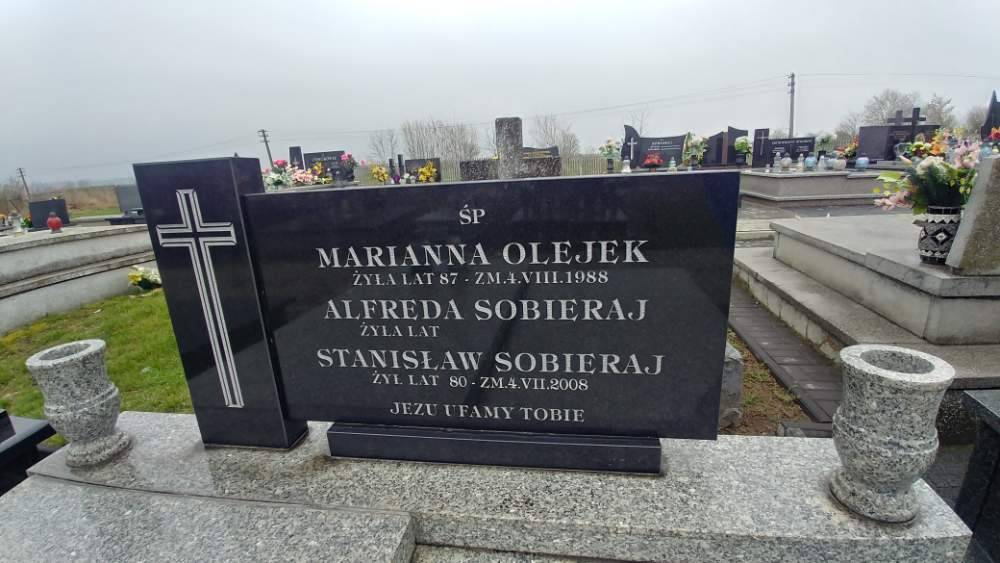 ŚP
MARIANNA OLEJEK
ŻYŁA LAT 87 - ZM.4.VIII.1988
ALFREDA SOBIERAJ
ŻYŁA LAT
STANISŁAW SOBIERAJ
ŻYŁ LAT 80 - ZM.4.VII.2008
JEZU UFAMY TOBIE